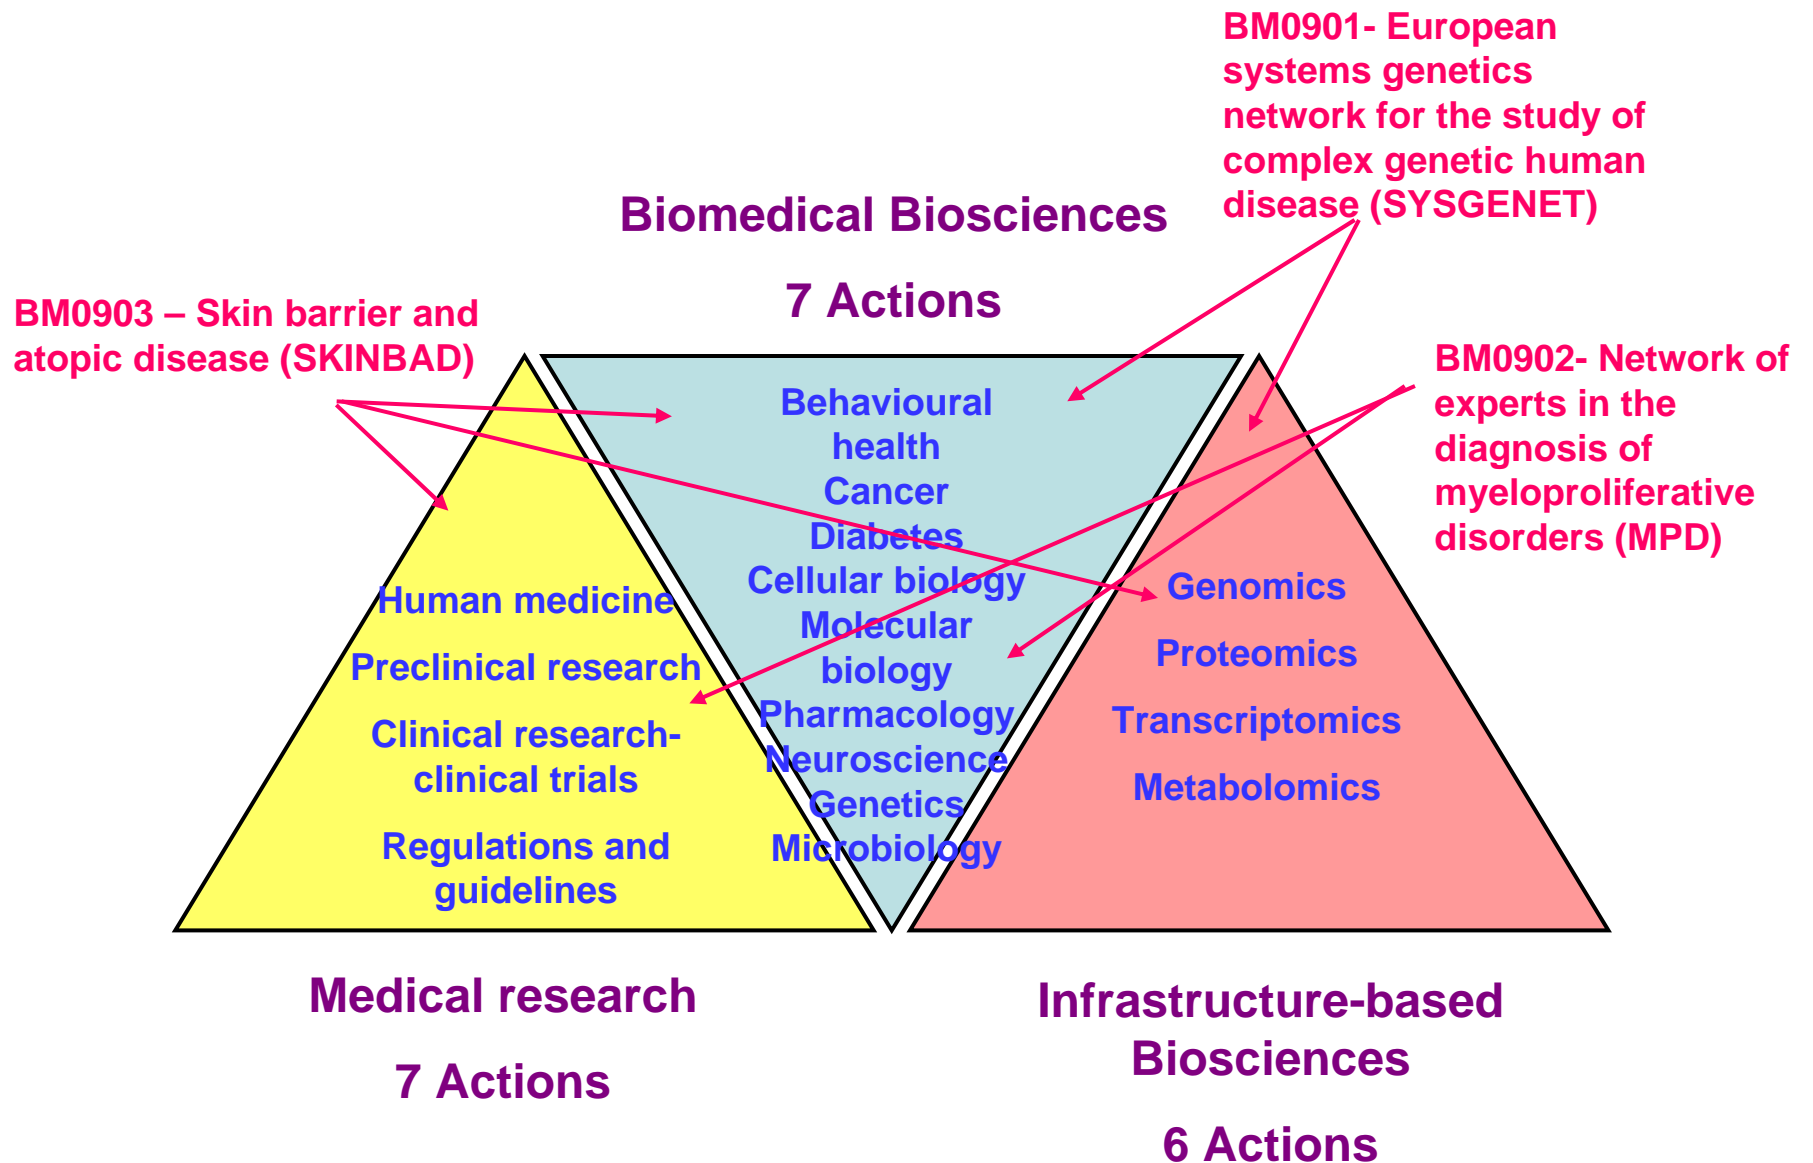 BM0901- European
systems genetics
network for the study of
complex genetic human
disease (SYSGENET)
Biomedical Biosciences
7 Actions
BM0903 – Skin barrier and
atopic disease (SKINBAD)
BM0902- Network of
experts in the
diagnosis of
myeloproliferative
disorders (MPD)
Behavioural
health
Cancer
Diabetes
Cellular biology
Molecular
biology
Pharmacology
Neuroscience
Genetics
Microbiology
Human medicine
Preclinical research
Clinical research-
clinical trials
Regulations and
guidelines
Genomics
Proteomics
Transcriptomics
Metabolomics
Medical research
7 Actions
Infrastructure-based
Biosciences
6 Actions